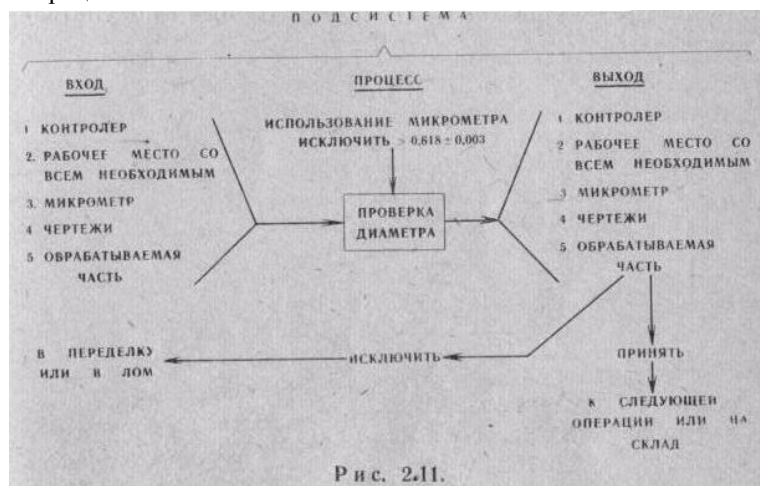 ПОДСИСТЕМА
ВХОД
1 КОНТРОЛЕР
2. РАБОЧЕЕ МЕСТО СО
ВСЕМ НЕОБХОДИМЫМ
3. МИКРОМЕТР
4 ЧЕРТЕЖИ
5 ОБРАБАТЫВАЕМАЯ
ЧАСТЬ
ПРОЦЕСС
ИСПОЛЬЗОВАНИЕ МИКРОМЕТРА
ИСКЛЮЧИТЬ > 0,618 ± 0,003
ПРОВЕРКА
ДИАМЕТРА
ВЫХОД
1 КОНТРОЛЕР
2 РАБОЧЕЕ МЕСТО СО
ВСЕМ НЕОБХОДИМЫМ
3 МИКРОМЕТР
4 ЧЕРТЕЖИ
5 ОБРАБАТЫВАЕМАЯ
ЧАСТЬ
В ПЕРЕДЕЛКУ
ИЛИ В ЛОМ
ИСКЛЮЧИТЬ
ПРИНЯТЬ
К СЛЕДУЮЩЕЙ
ОПЕРАЦИИ ИЛИ НА
СКЛАД
Рис. 2.11.